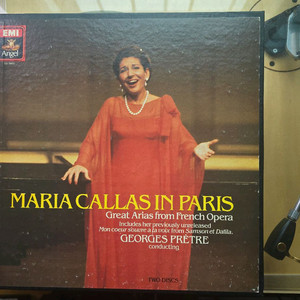 EMI
Angel
MARIA CALLAS IN PARIS
Great Arias from French Opera
Includes her previously unreleased
Mon coeur s'ouvre a ta voix from Samson et Dalila.
GEORGES PRÊTRE
conducting
TWO DISCS